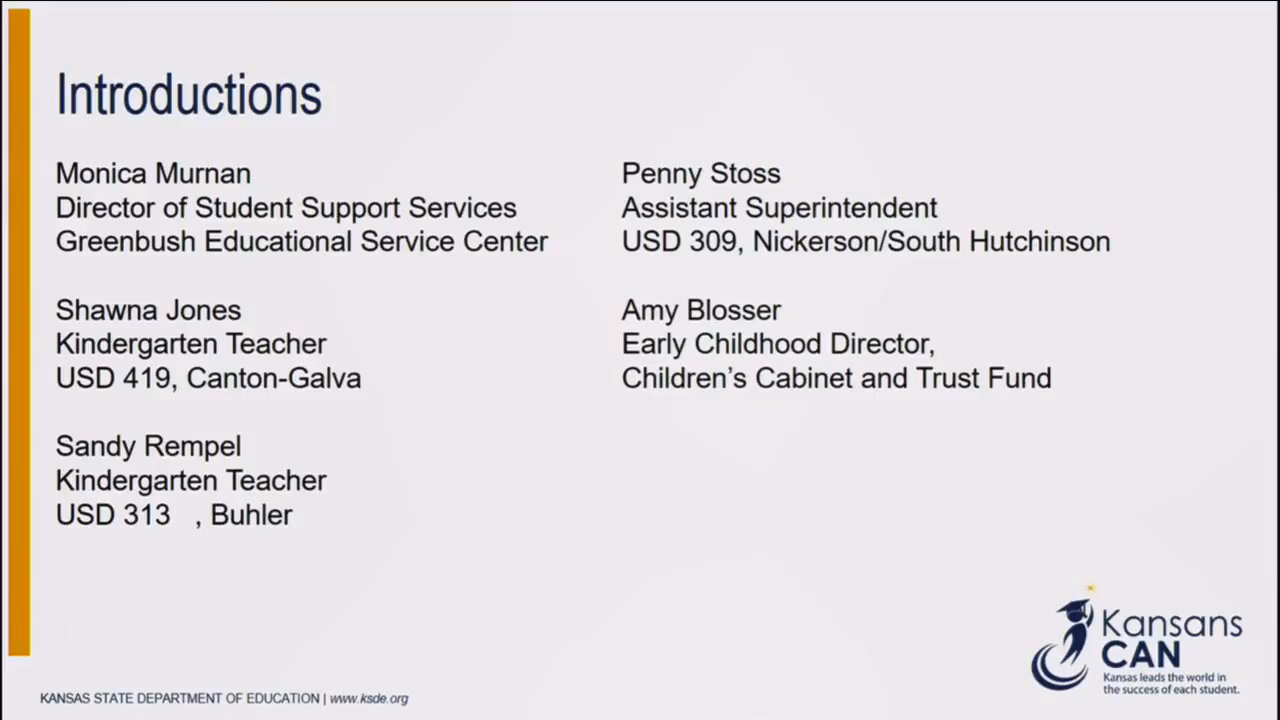 Introductions
Monica Murnan
Director of Student Support Services
Greenbush Educational Service Center
Shawna Jones
Kindergarten Teacher
USD 419, Canton-Galva
Sandy Rempel
Kindergarten Teacher
USD 313   , Buhler
Penny Stoss
Assistant Superintendent
USD 309, Nickerson/South Hutchinson
Amy Blosser
Early Childhood Director,
Children’s Cabinet and Trust Fund
Kansans
CAN
Kansas leads the world in
the success of each student.
KANSAS STATE DEPARTMENT OF EDUCATION | www.ksde.org